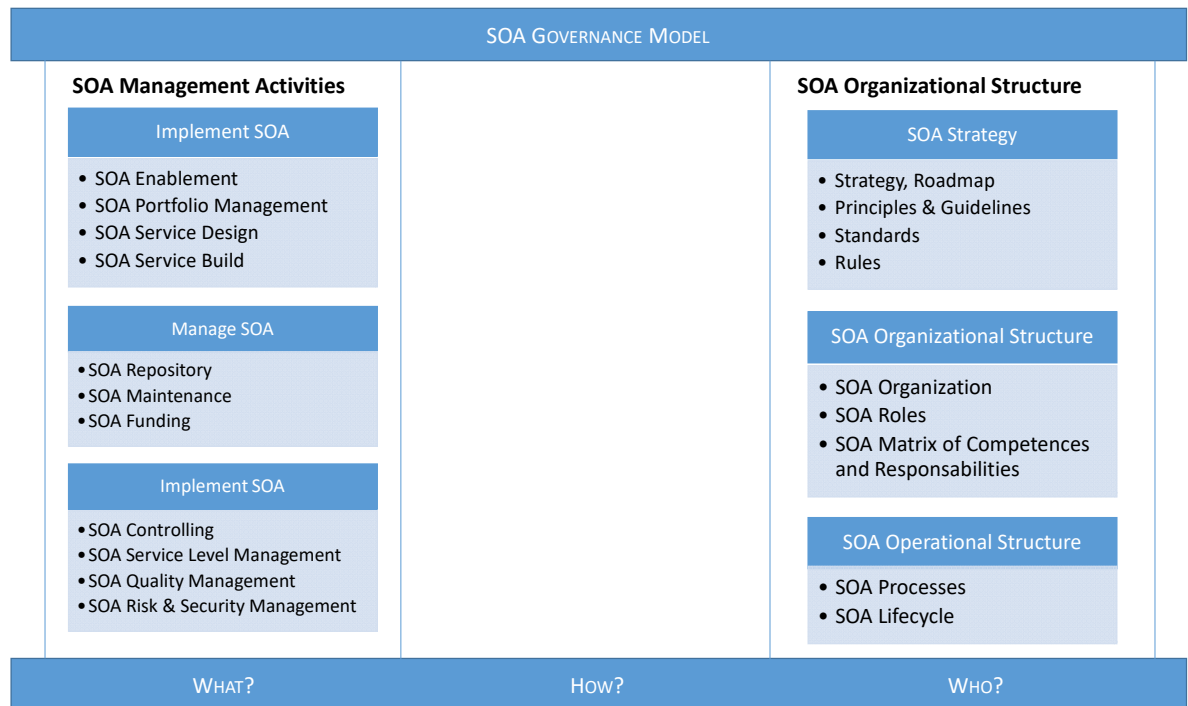 SOA GOVERNANCE MODEL
SOA Management Activities
Implement SOA
• SOA Enablement
• SOA Portfolio Management
• SOA Service Design
• SOA Service Build
Manage SOA
• SOA Repository
• SOA Maintenance
• SOA Funding
Implement SOA
• SOA Controlling
• SOA Service Level Management
• SOA Quality Management
• SOA Risk & Security Management
SOA Organizational Structure
SOA Strategy
• Strategy, Roadmap
• Principles & Guidelines
• Standards
• Rules
SOA Organizational Structure
• SOA Organization
• SOA Roles
• SOA Matrix of Competences
and Responsabilities
SOA Operational Structure
• SOA Processes
• SOA Lifecycle
WHAT?
HOW?
WHO?